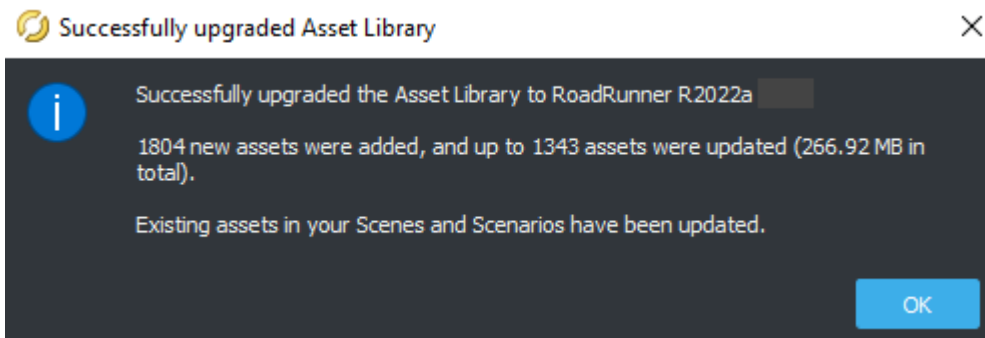 Successfully upgraded Asset Library
Successfully upgraded the Asset Library to RoadRunner R2022a
1804 new assets were added, and up to 1343 assets were updated (266.92 MB in
total).
Existing assets in your Scenes and Scenarios have been updated.
OK